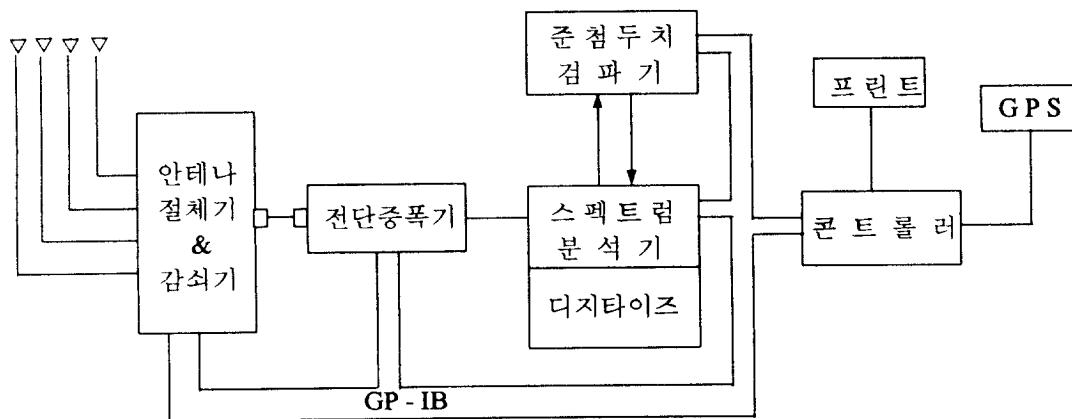 준첨두치
검 파 기
프린트
GPS
안테나
절체기
&
감쇠기
전단증폭기
스펙트럼
분 석 기
디지타이즈
콘 트 롤 러
GP - IB